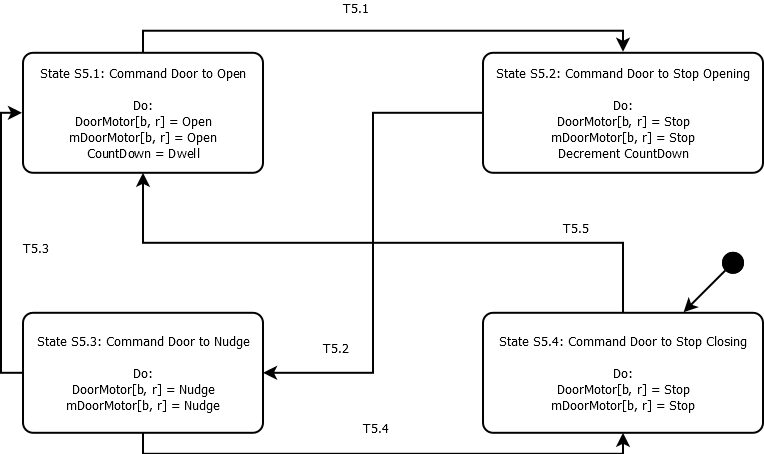 T5.1
State S5.1: Command Door to Open
Do:
DoorMotor[b, r] = Open
mDoorMotor[b, r] = Open
CountDown = Dwell
State S5.2: Command Door to Stop Opening
Do:
DoorMotor[b, r] = Stop
mDoorMotor[b, r] = Stop
Decrement CountDown
T5.5
T5.3
T5.2
State S5.3: Command Door to Nudge
Do:
DoorMotor[b, r] = Nudge
mDoorMotor[b, r] = Nudge
State S5.4: Command Door to Stop Closing
Do:
DoorMotor[b, r] = Stop
mDoorMotor[b, r] = Stop
T5.4